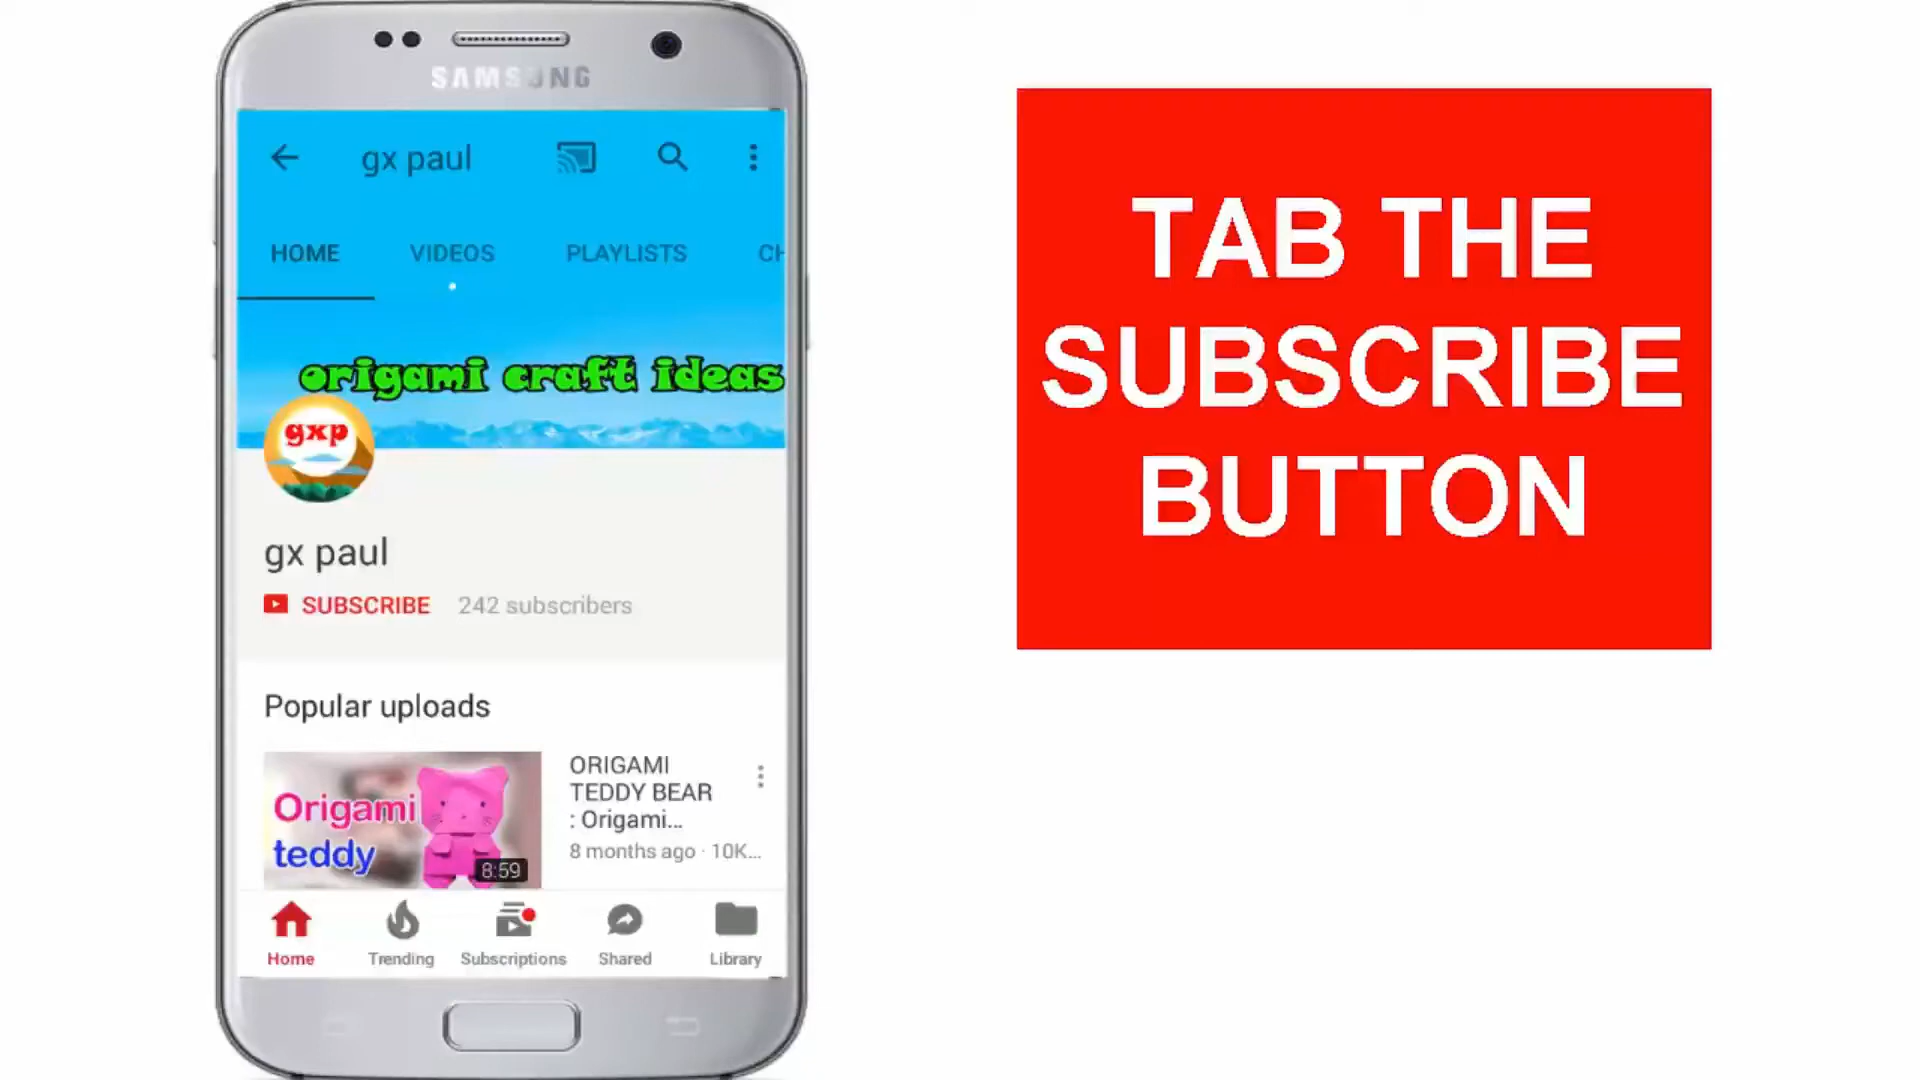 SAMSUNG
gx paul
HOME VIDEOS PLAYLISTS CH
origami craft ideas
gxp
gx paul
SUBSCRIBE 242 subscribers
Popular uploads
Origami
teddy
8:59
ORIGAMI
TEDDY BEAR
: Origami...
8 months ago · 10K...
Home Trending Subscriptions Shared Library
TAB THE
SUBSCRIBE
BUTTON